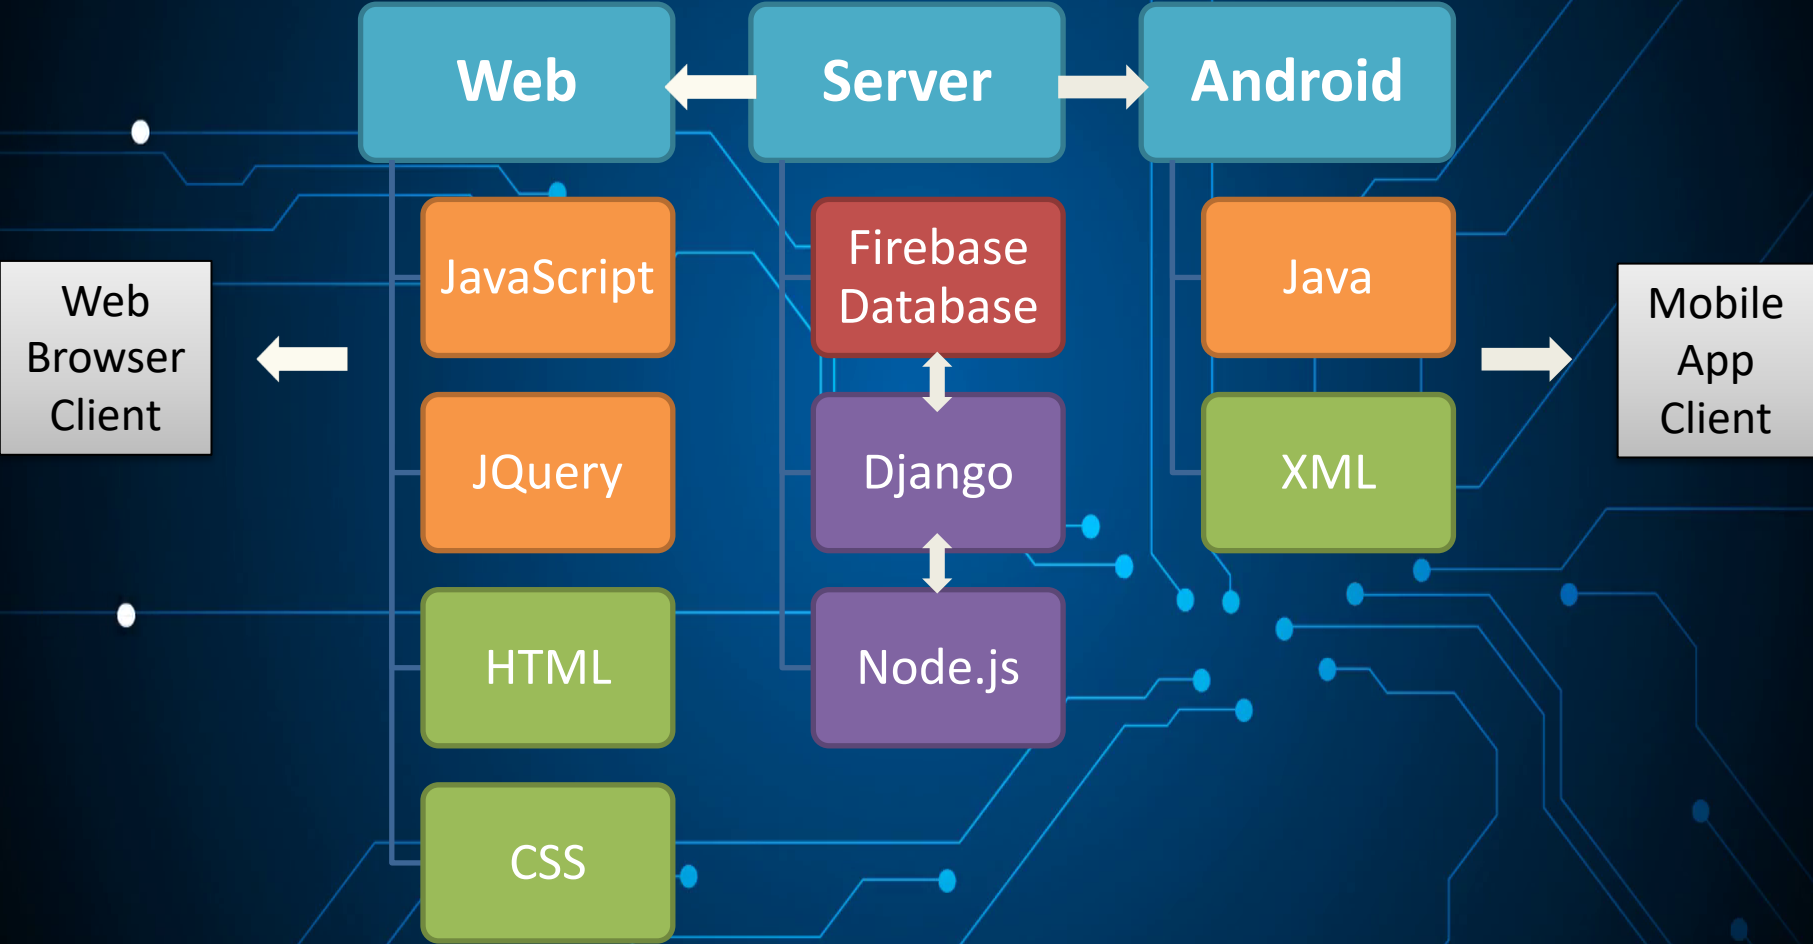 Web
Server
Android
JavaScript
Firebase
Database
Java
Web
Browser
Client
Mobile
App
Client
JQuery
Django
XML
HTML
Node.js
CSS